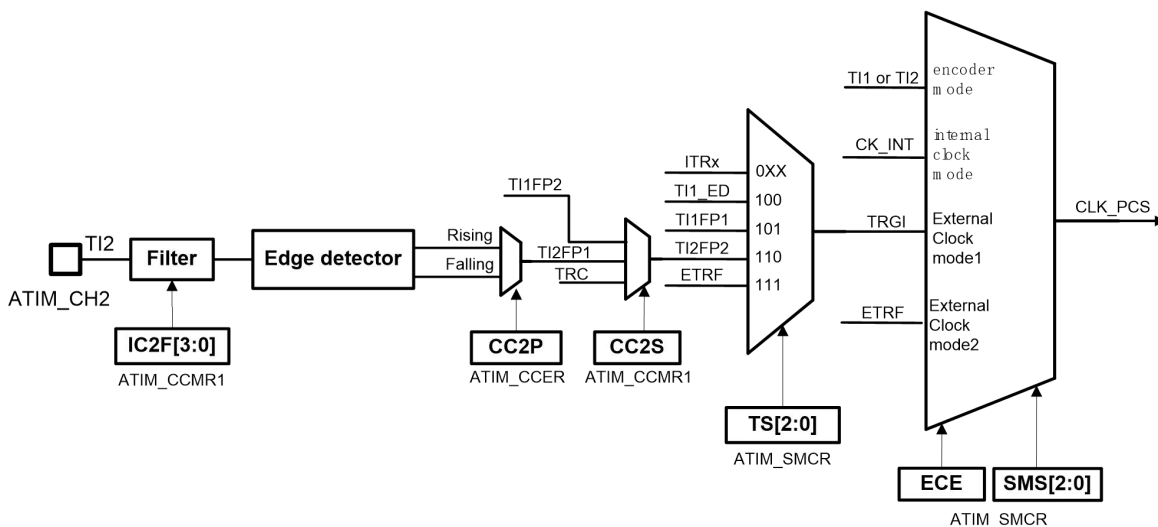 TI2
ATIM_CH2
Filter
IC2F[3:0]
ATIM_CCMR1
Edge detector
Rising
Falling
CC2P
ATIM_CCER
TI1FP2
TI2FP1
TRC
CC2S
ATIM_CCMR1
ITRx
TI1_ED
TI1FP1
TI2FP2
ETRF
0XX
100
101
110
111
TS[2:0]
ATIM_SMCR
TI1 or TI2
encoder
mode
CK_INT
internal
clock
mode
TRGI
External
Clock
mode1
ETRF
External
Clock
mode2
CLK_PCS
ECE
SMS[2:0]
ATIM_SMCR